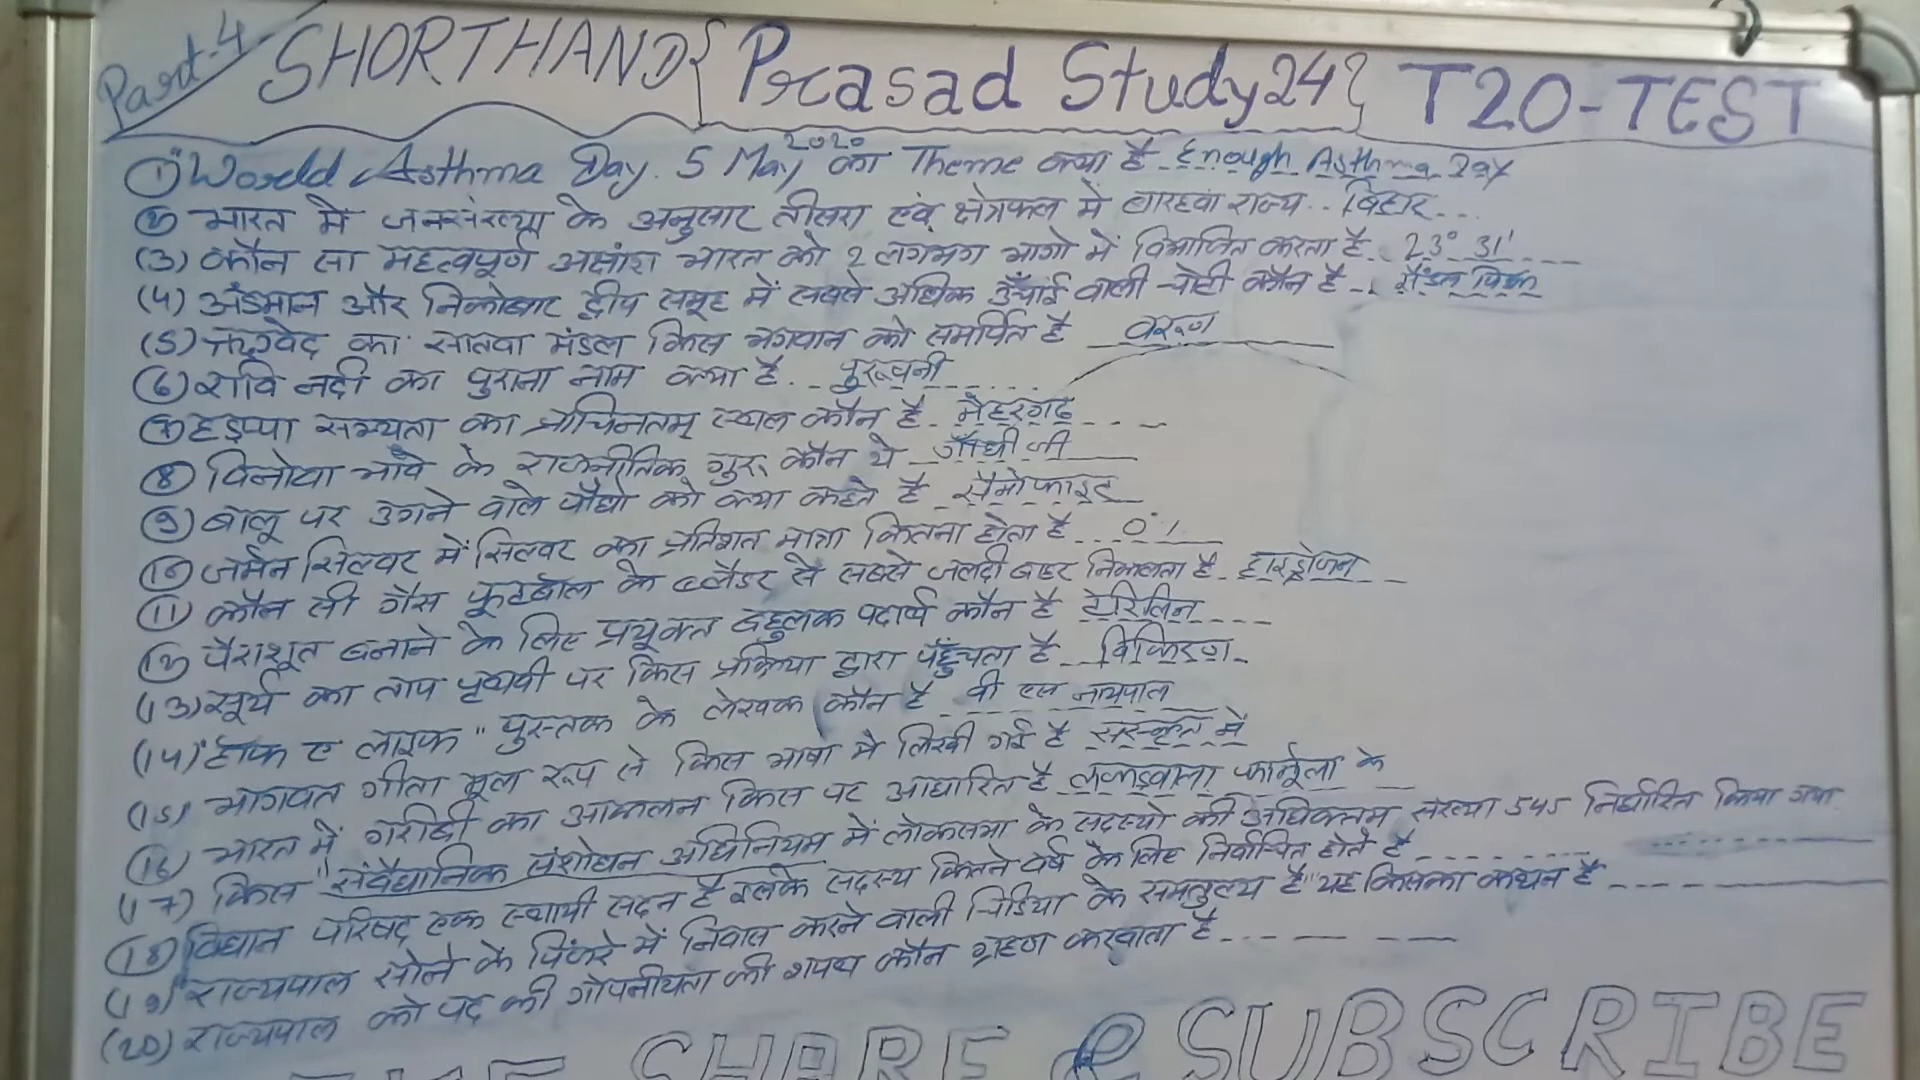 Part-4 SHORTHAND { Prasad Study24 } T20-TEST
(1) "World Asthma Day. 5 May 2020 का Theme क्या है Enough Asthma
(2) भारत में जनसंख्या के अनुसार तीसरा एवं क्षेत्रफल में बारहवां राज्य.. बिहार...
(3) कौन सा महत्वपूर्ण अक्षांश भारत को 2 लगभग भागो में विभाजित करता है. 23° 31'
(4) अंडमान और निकोबार द्वीप समूह में सबसे अधिक ऊँचाई वाली चोटी कौन है... सैंडल पिक
(5) ऋग्वेद का सातवा मंडल किस भगवान को समर्पित है वरूण
(6) रावि नदी का पुराना नाम क्या है. पुरूषनी
(7) हड़प्पा सभ्यता का प्राचिनतम् स्थल कौन है. मेहरगढ़
(8) विनोवा भावे के राजनीतिक गुरू कौन थे गाँधी जी
(9) बालू पर उगने वाले पौधो को क्या कहते है सैमोफाइट
(10) जर्मन सिल्वर में सिल्वर का प्रतिशत मात्रा कितना होता है... 0%
(11) कौन सी गैस फूटबॉल के ब्लैडर से सबसे जलदी बाहर निकालता है. हाइड्रोजन
(12) पैराशूत बनाने के लिए प्रयूक्त बहुलक पदार्थ कौन है टेरिलिन
(13) सूर्य का ताप पृथ्वी पर किस प्रक्रिया द्वारा पहुँचता है विकिरण
(14) "हाफ ए लाइफ" पुस्तक के लेखक कौन है वी एस नायपाल
(15) भागवत गीता मूल रूप से किस भाषा मे लिखी गई है संस्कृत मे
(16) भारत में गरीबी का आकलन किस पर आधारित है लकड़वाला फार्मूला के
(17) किस "संवैधानिक संशोधन अधिनियम में लोकसभा के सदस्यो की अधिकतम संख्या 545 निर्धारित किया गया
(18) विधान परिषद् एक स्थायी सदन है इसके सदस्य कितने वर्ष के लिए निर्वाचित होते है
(19) "राज्यपाल सोने के पिंजरे में निवास करने वाली चिडिया के समतुल्य है" यह किसका कथन है
(20) राज्यपाल को पद की गोपनीयता की शपथ कौन ग्रहण करवाता है
SHARE & SUBSCRIBE